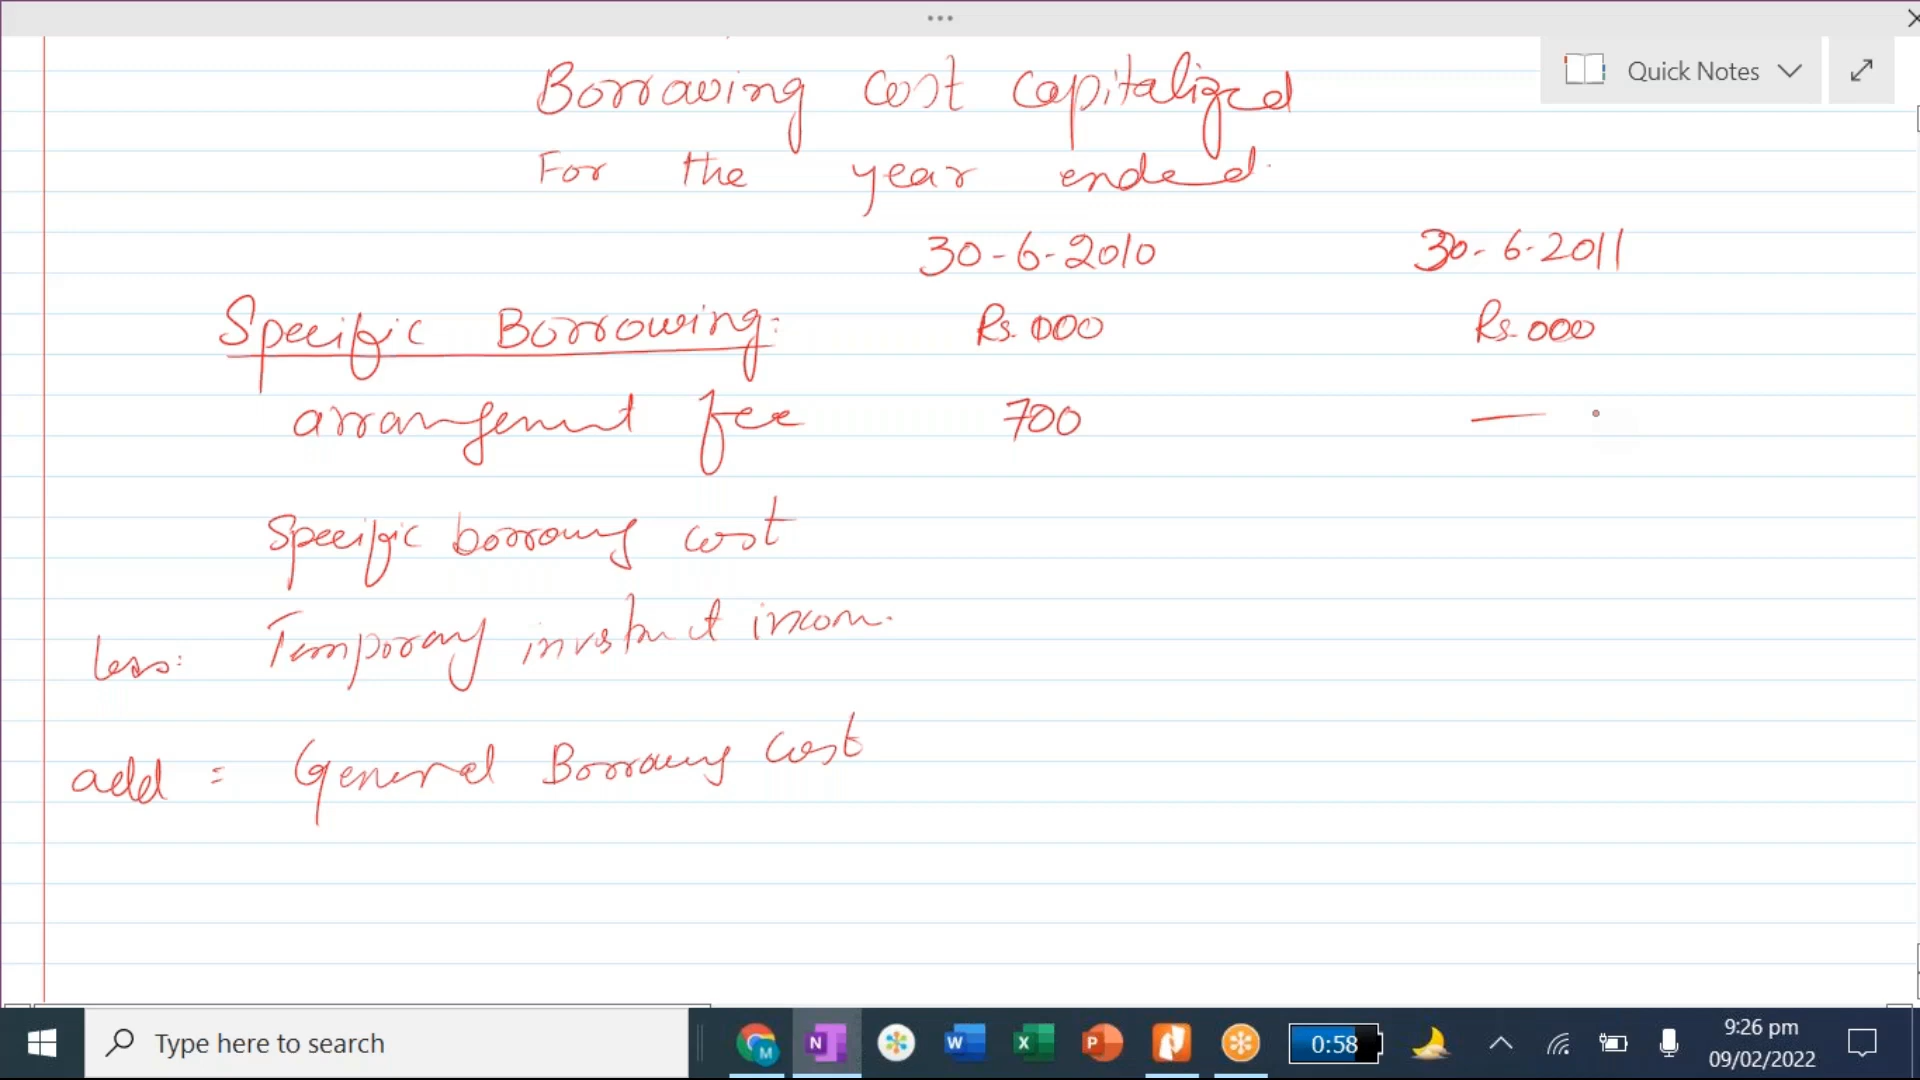 Quick Notes
Borrowing Cost Capitalized
For the year ended.
30-6-2010 30-6-2011
Specific Borrowing: Rs.000 Rs.000
arrangement fee 700 —
Specific borrowing cost
less: Temporary investment income.
add: General Borrowing Cost
Type here to search
0:58
9:26 pm
09/02/2022